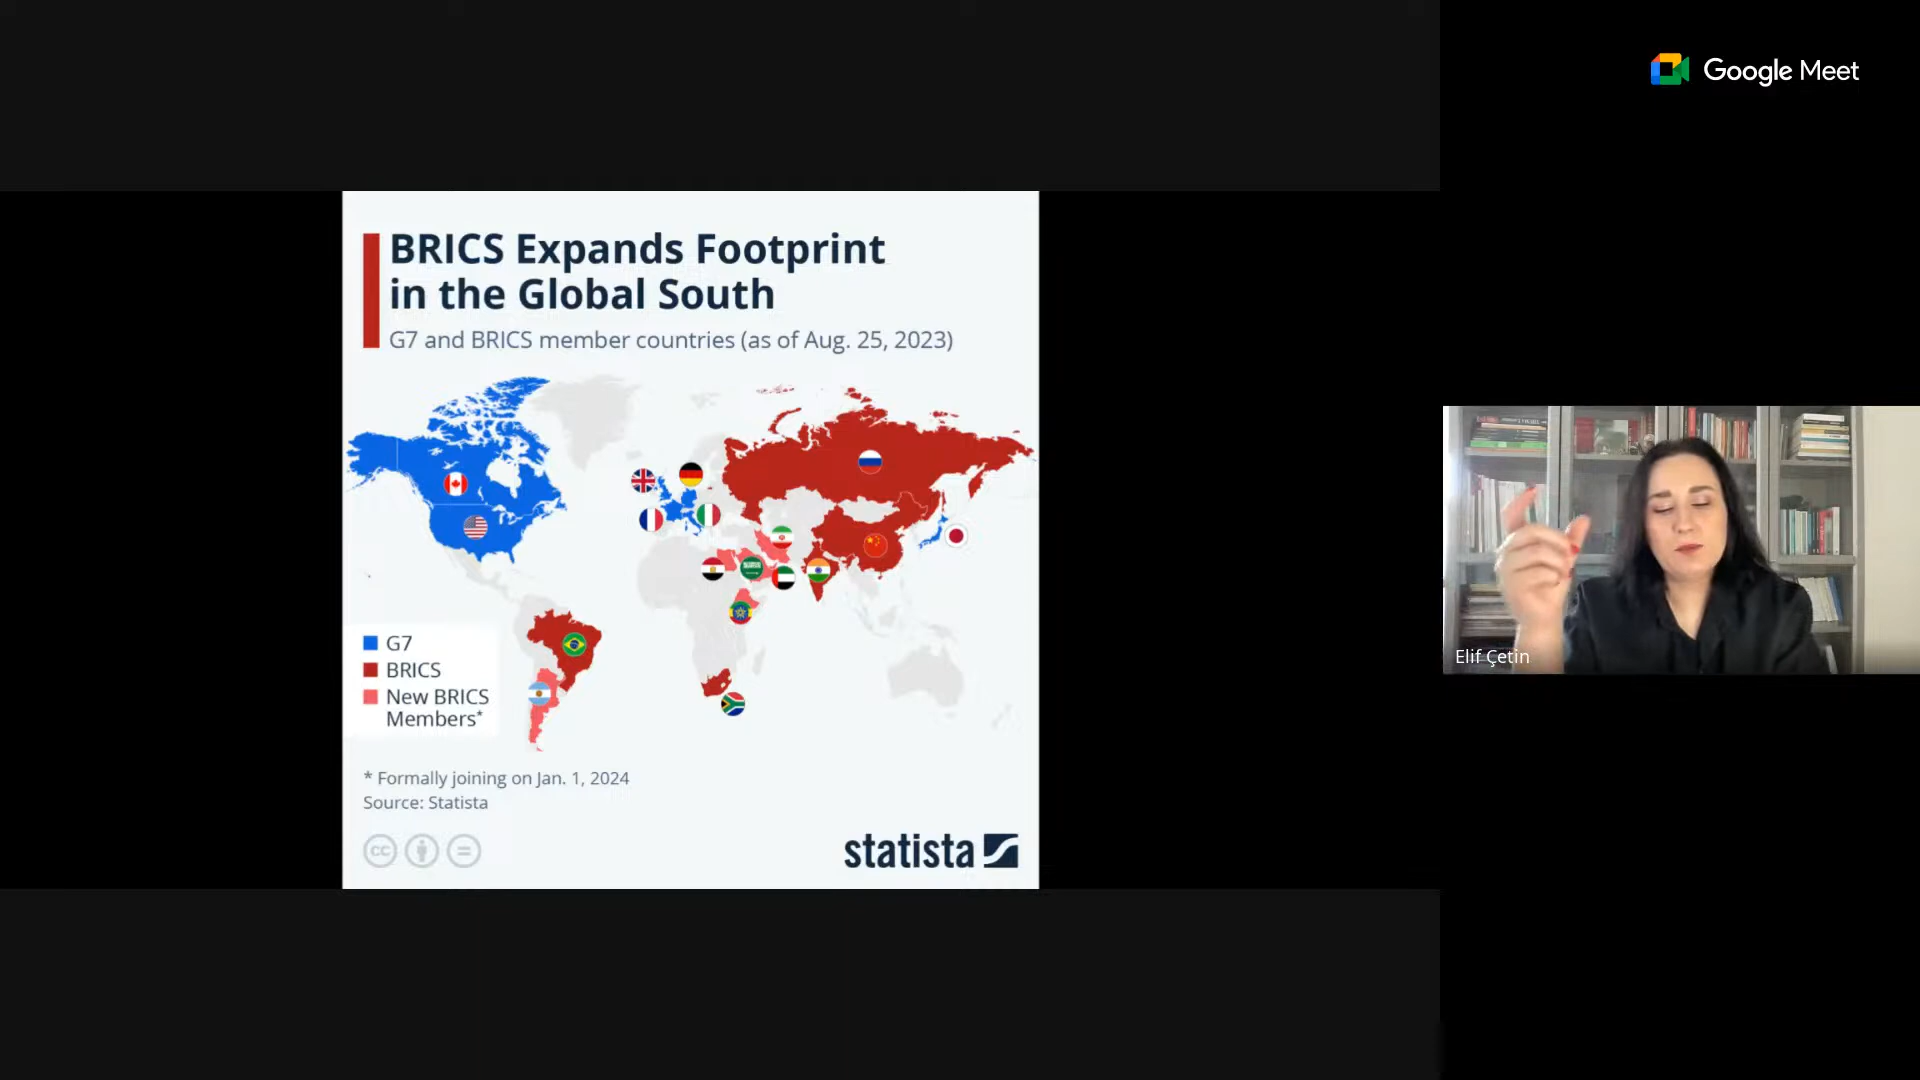 Google Meet
BRICS Expands Footprint
in the Global South
G7 and BRICS member countries (as of Aug. 25, 2023)
G7
BRICS
New BRICS
Members*
* Formally joining on Jan. 1, 2024
Source: Statista
cc
statista
Elif Çetin